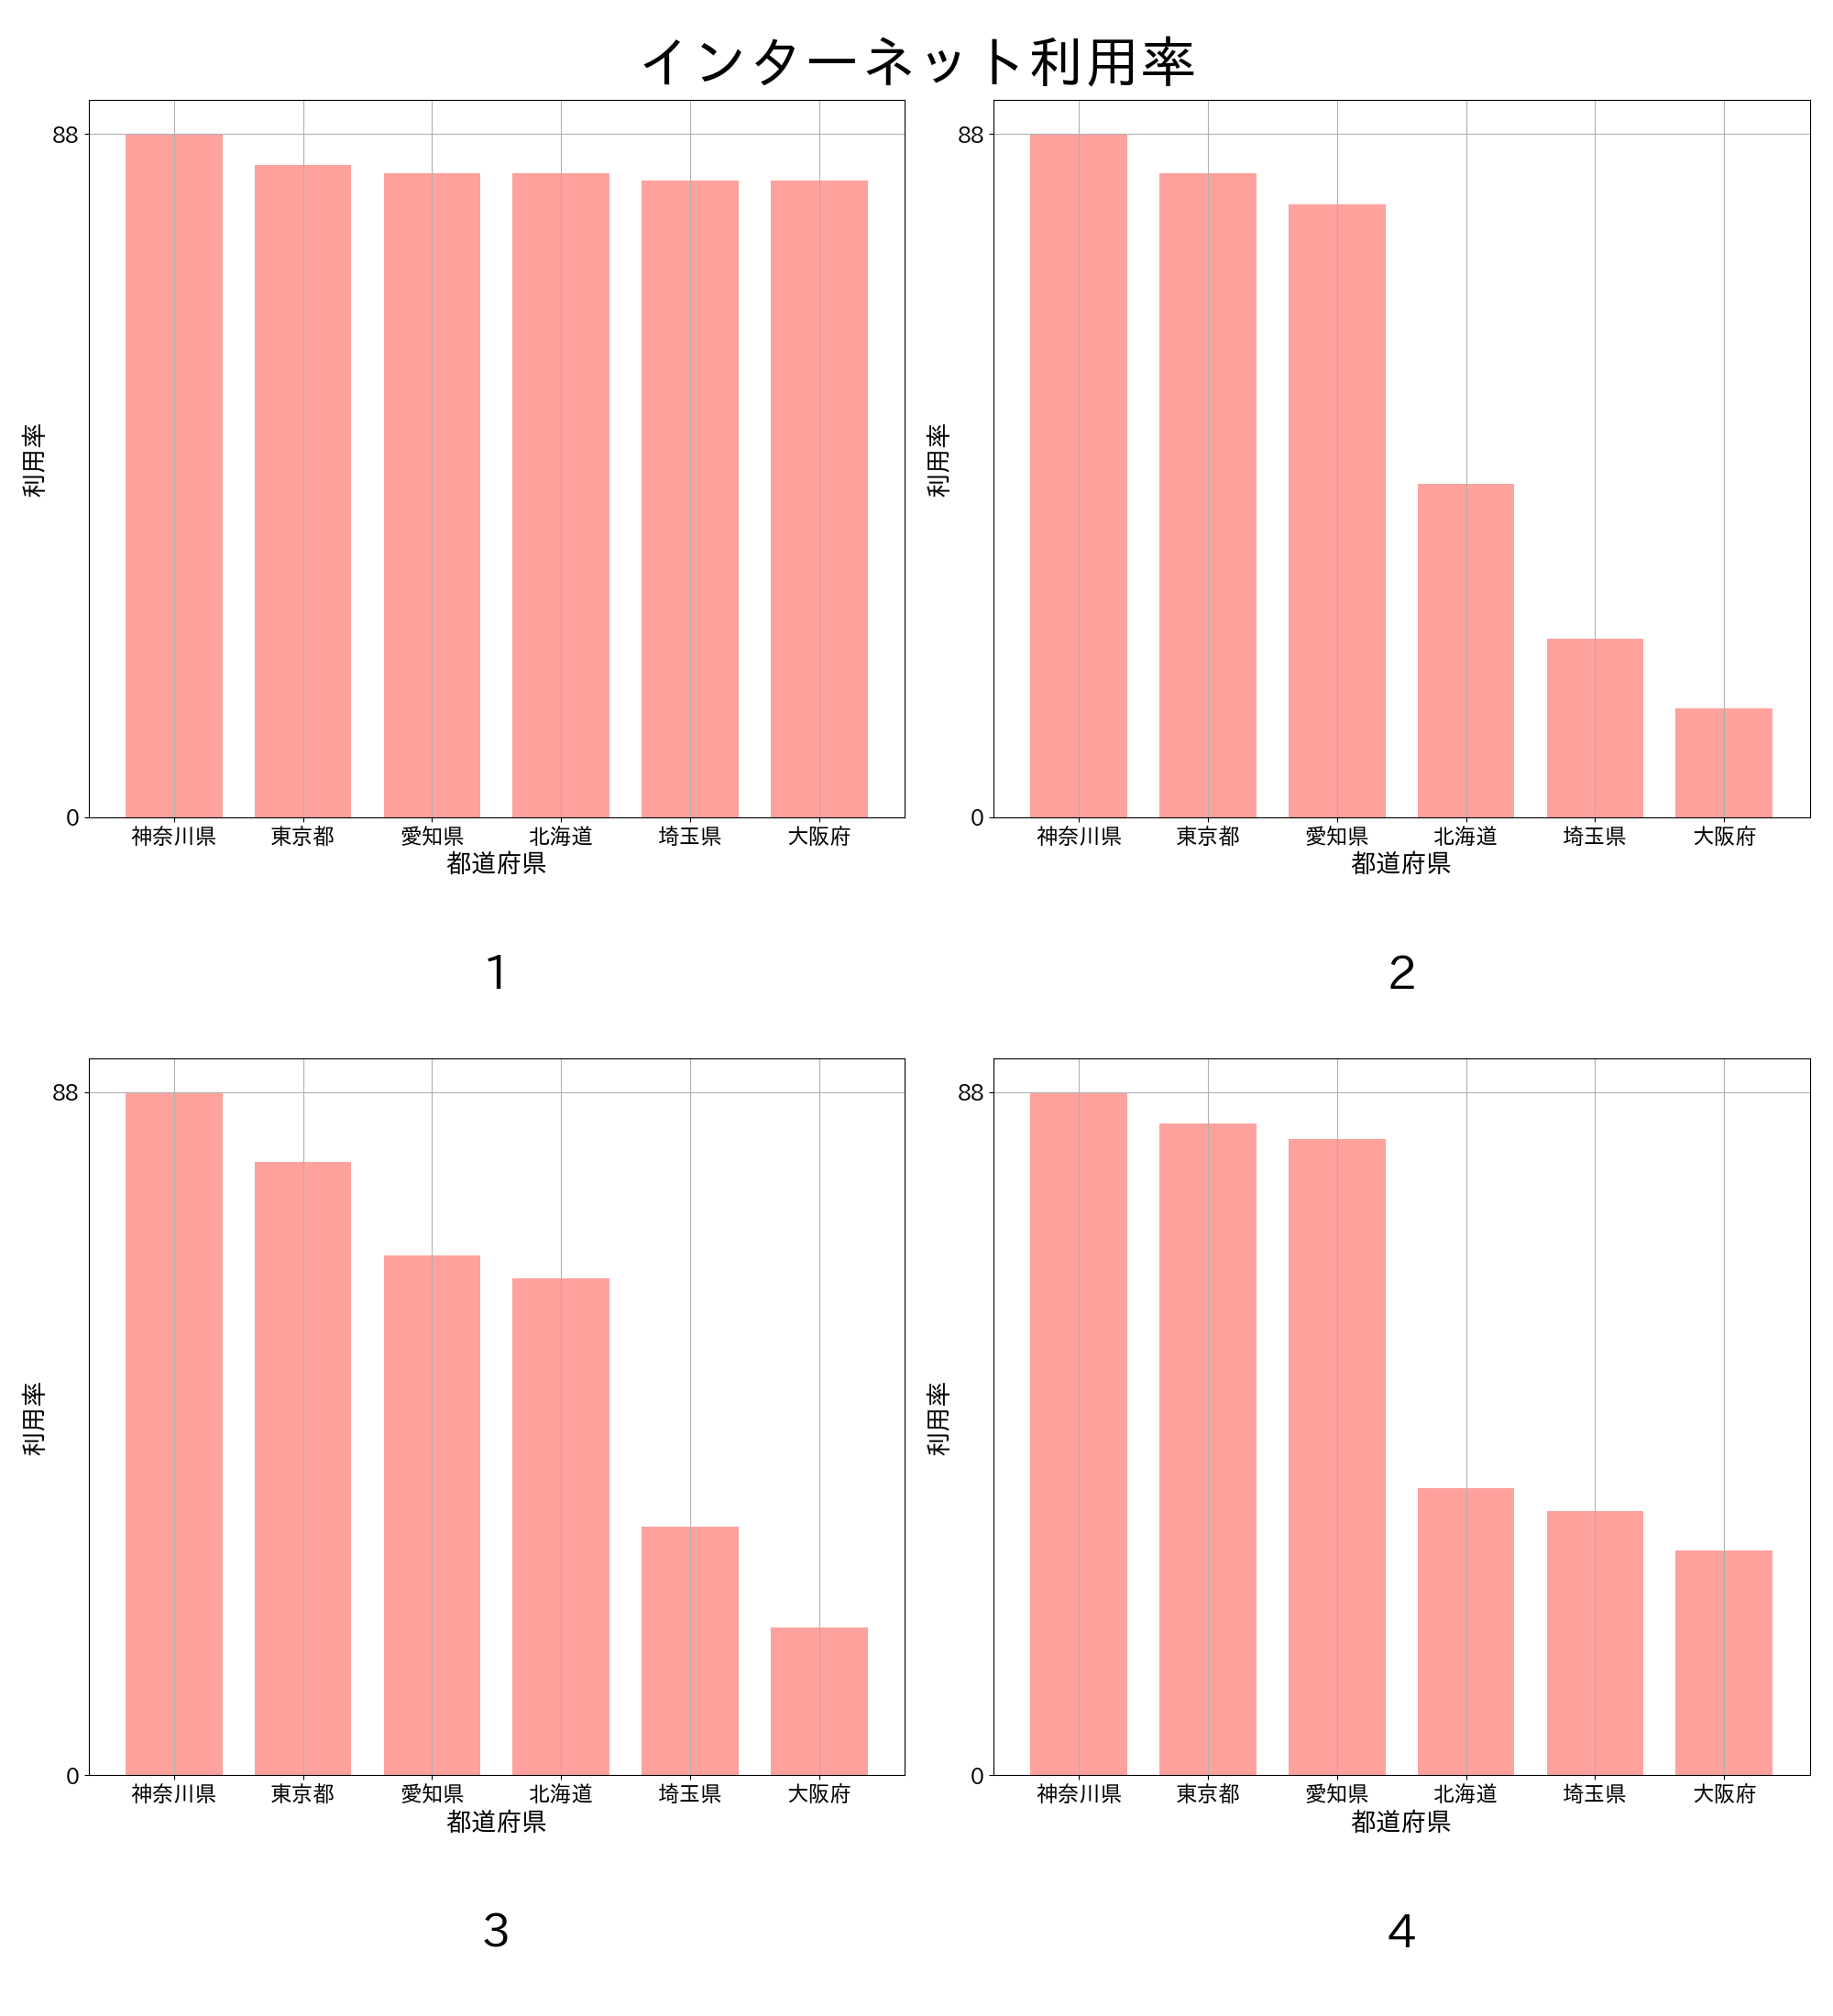 インターネット利用率
88
0
利用率
神奈川県 東京都 愛知県 北海道 埼玉県 大阪府
都道府県
1
88
0
利用率
神奈川県 東京都 愛知県 北海道 埼玉県 大阪府
都道府県
2
88
0
利用率
神奈川県 東京都 愛知県 北海道 埼玉県 大阪府
都道府県
3
88
0
利用率
神奈川県 東京都 愛知県 北海道 埼玉県 大阪府
都道府県
4